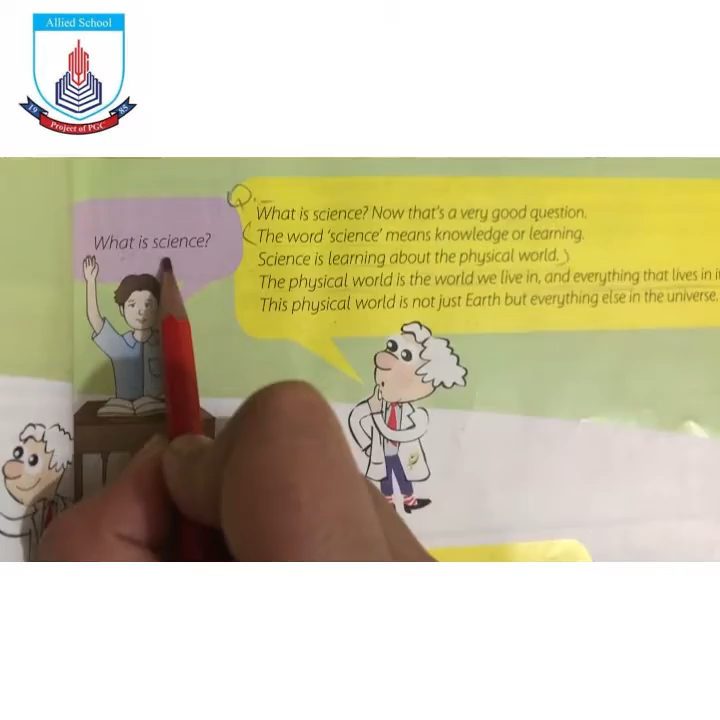 Allied School
19 85
Project of PGC
What is science?
Q.
What is science? Now that's a very good question.
(The word 'science' means knowledge or learning.
Science is learning about the physical world.)
The physical world is the world we live in, and everything that lives in
This physical world is not just Earth but everything else in the universe.